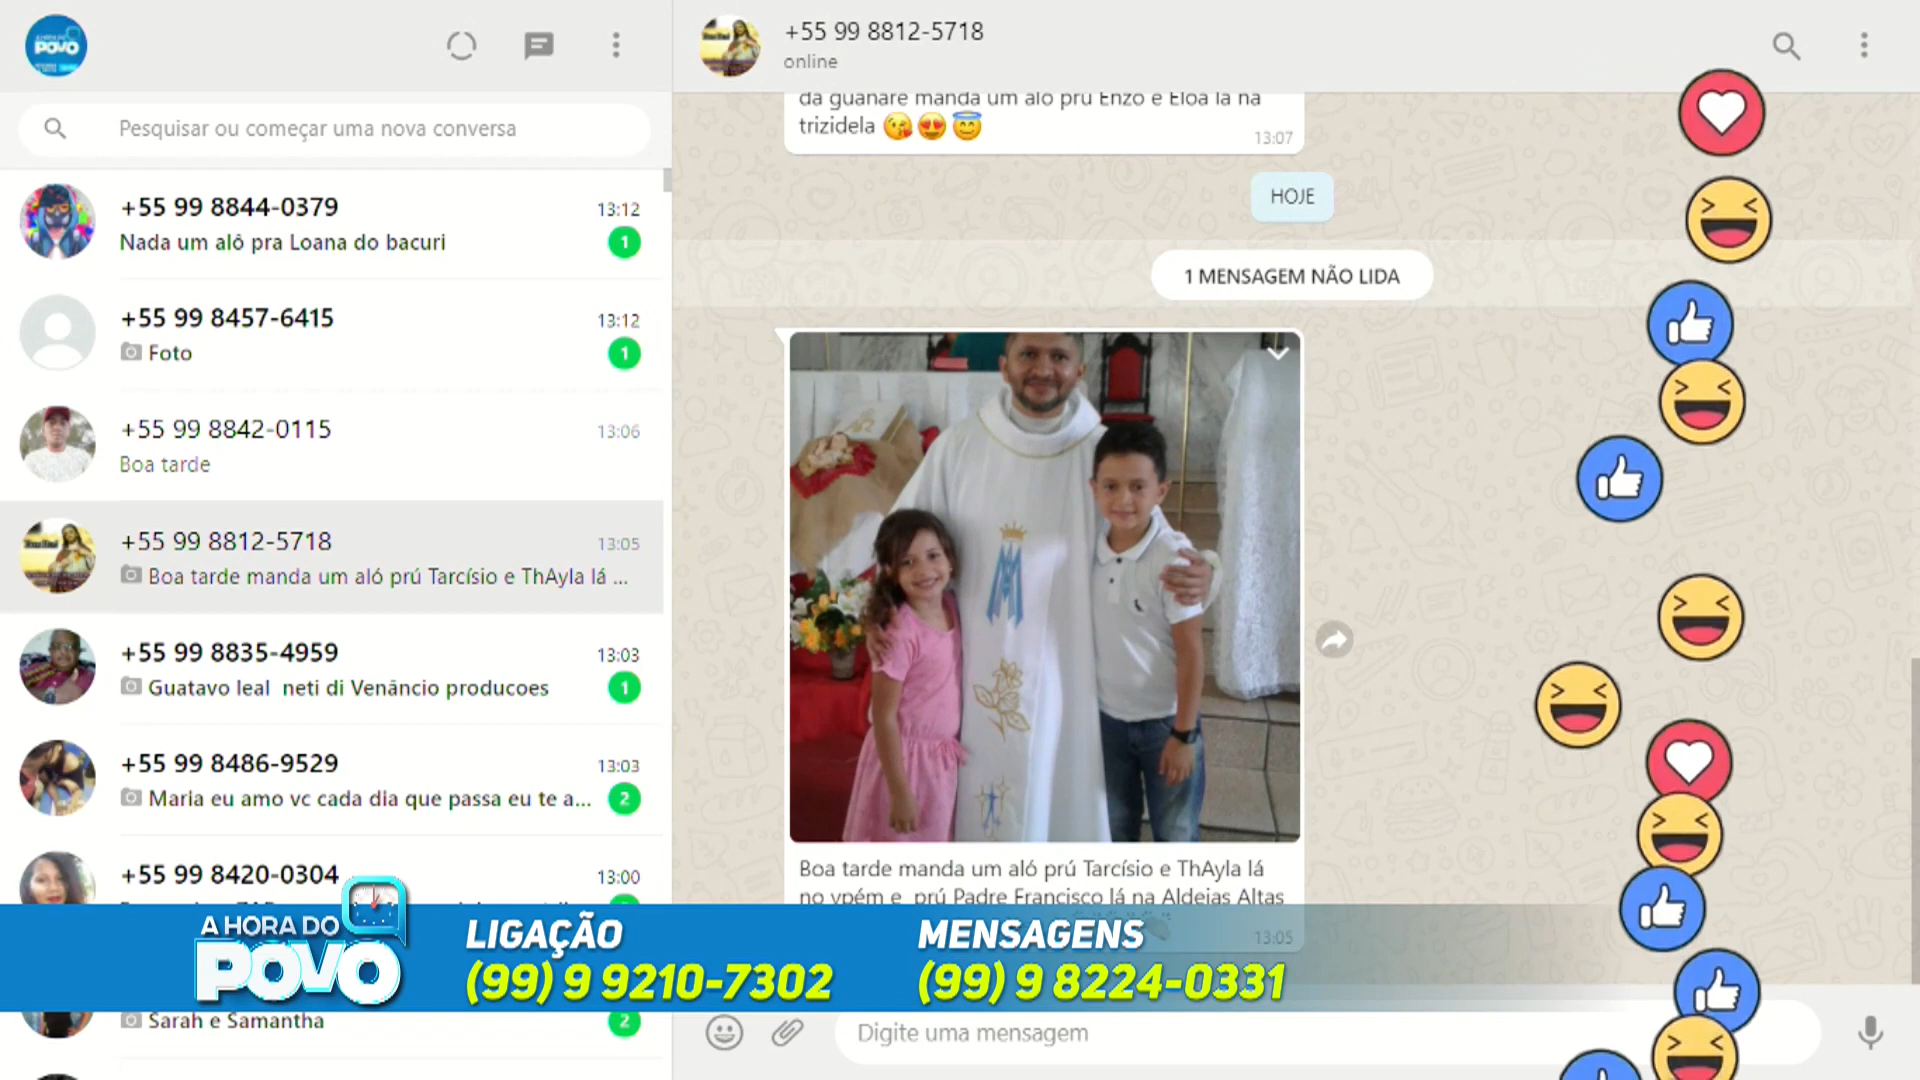 A HORA DO
POVO
Pesquisar ou começar uma nova conversa
+55 99 8844-0379
13:12
Nada um alô pra Loana do bacuri
1
+55 99 8457-6415
13:12
Foto
1
+55 99 8842-0115
13:06
Boa tarde
+55 99 8812-5718
13:05
Boa tarde manda um aló prú Tarcísio e ThAyla lá ...
+55 99 8835-4959
13:03
Guatavo leal neti di Venâncio producoes
1
+55 99 8486-9529
13:03
Maria eu amo vc cada dia que passa eu te a...
2
+55 99 8420-0304
13:00
Sarah e Samantha
2
+55 99 8812-5718
online
da guanare manda um alo pru Enzo e Eloa la na
trizidela
13:07
HOJE
1 MENSAGEM NÃO LIDA
Boa tarde manda um aló prú Tarcísio e ThAyla lá
no vpém e prú Padre Francisco lá na Aldeias Altas
13:05
Digite uma mensagem
A HORA DO
POVO
LIGAÇÃO
(99) 9 9210-7302
MENSAGENS
(99) 9 8224-0331